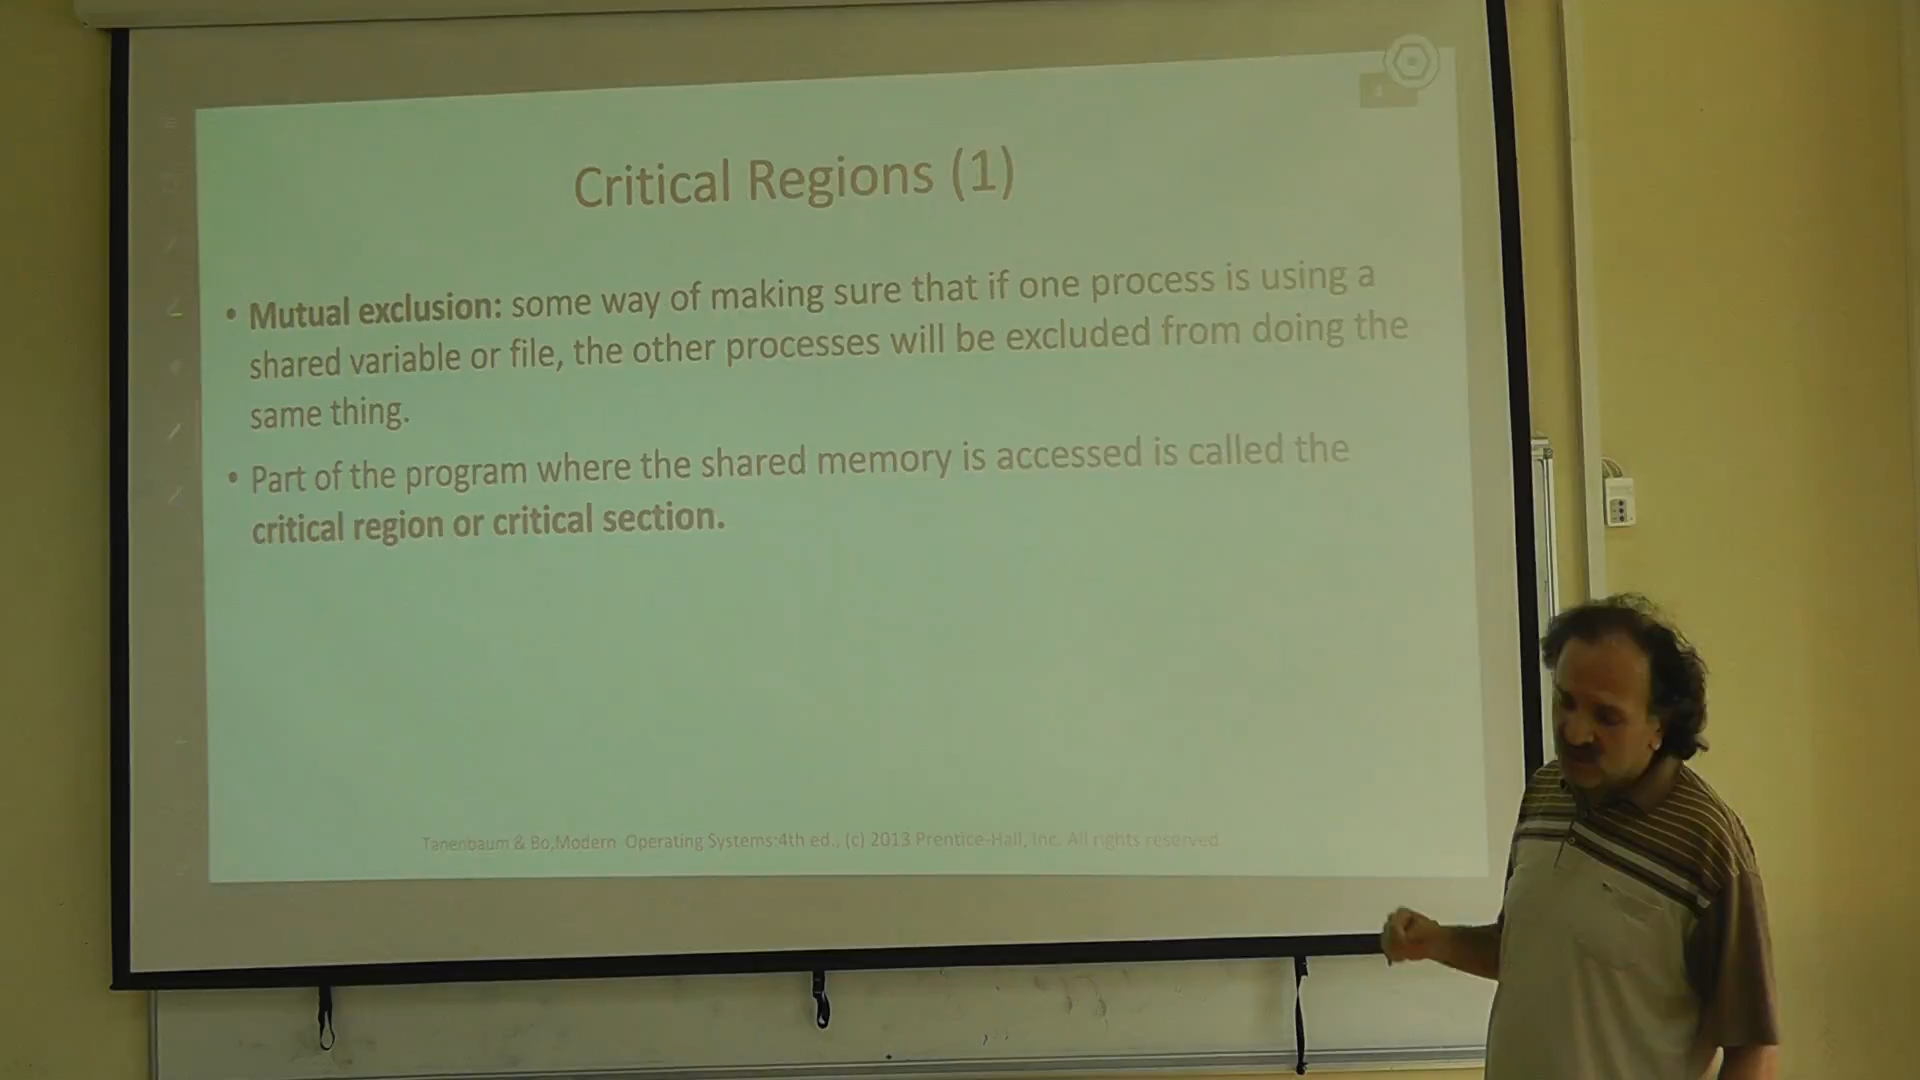 Critical Regions (1)
• Mutual exclusion: some way of making sure that if one process is using a
shared variable or file, the other processes will be excluded from doing the
same thing.
• Part of the program where the shared memory is accessed is called the
critical region or critical section.
Tanenbaum & Bo,Modern Operating Systems:4th ed., (c) 2013 Prentice-Hall, Inc. All rights reserved.